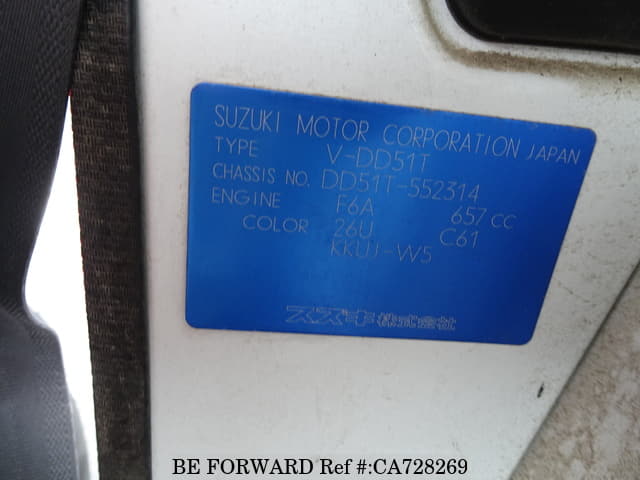 SUZUKI MOTOR CORPORATION JAPAN
TYPE V-DD51T
CHASSIS NO. DD51T-552314
ENGINE F6A 657 CC
COLOR 26U C61
KKUJ-W5
スズキ株式会社
BE FORWARD Ref #:CA728269